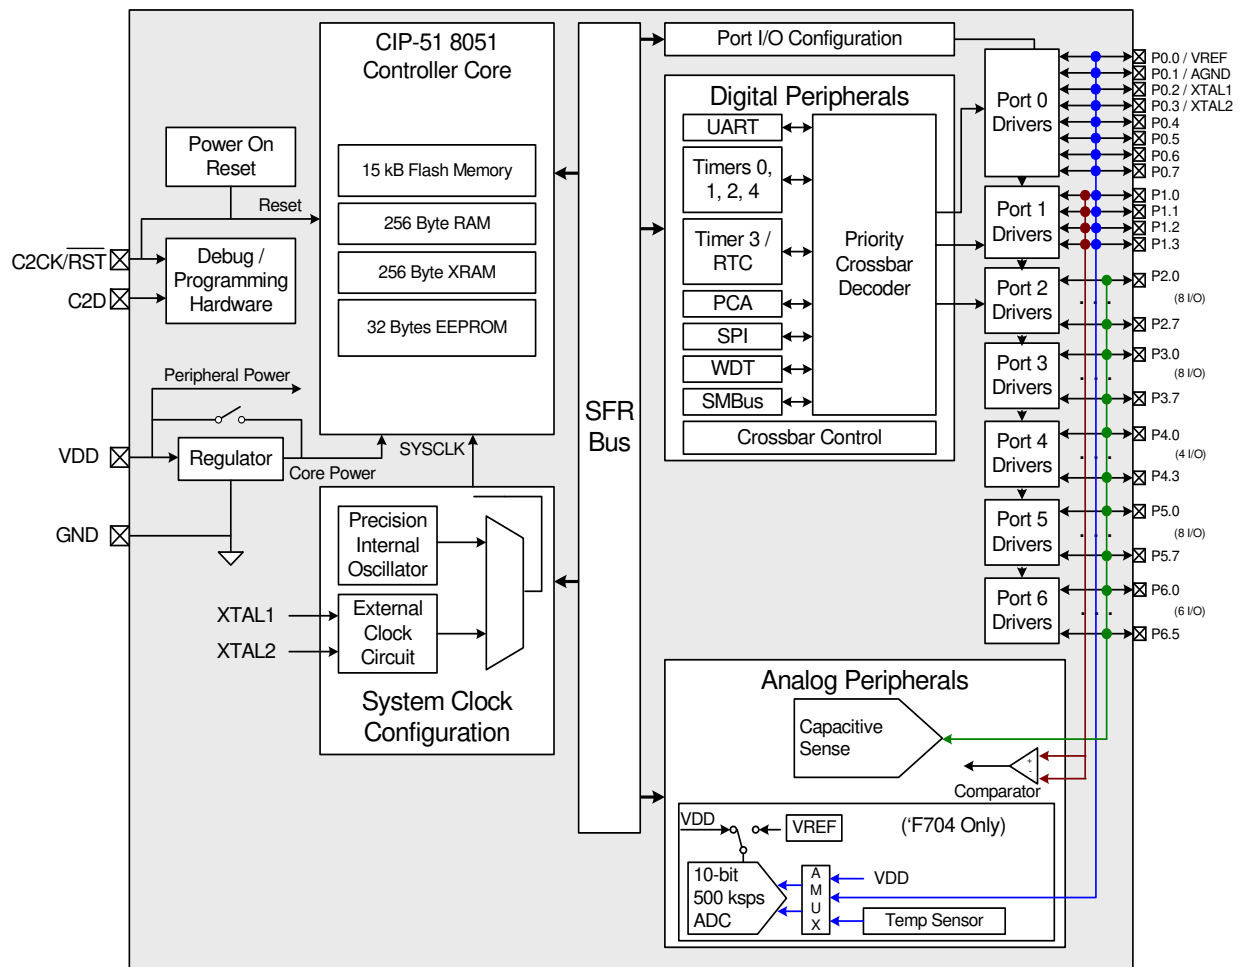 CIP-51 8051
Controller Core
15 kB Flash Memory
256 Byte RAM
256 Byte XRAM
32 Bytes EEPROM
Power On
Reset
Reset
Debug /
Programming
Hardware
C2CK/RST
C2D
Peripheral Power
VDD
Regulator
Core Power
SYSCLK
GND
Precision
Internal
Oscillator
XTAL1
XTAL2
External
Clock
Circuit
System Clock
Configuration
SFR
Bus
Port I/O Configuration
Digital Peripherals
UART
Timers 0,
1, 2, 4
Timer 3 /
RTC
PCA
SPI
WDT
SMBus
Priority
Crossbar
Decoder
Crossbar Control
Port 0
Drivers
Port 1
Drivers
Port 2
Drivers
Port 3
Drivers
Port 4
Drivers
Port 5
Drivers
Port 6
Drivers
P0.0 / VREF
P0.1 / AGND
P0.2 / XTAL1
P0.3 / XTAL2
P0.4
P0.5
P0.6
P0.7
P1.0
P1.1
P1.2
P1.3
P2.0
(8 I/O)
P2.7
P3.0
(8 I/O)
P3.7
P4.0
(4 I/O)
P4.3
P5.0
(8 I/O)
P5.7
P6.0
(6 I/O)
P6.5
Analog Peripherals
Capacitive
Sense
+
-
Comparator
VDD
VREF
(‘F704 Only)
10-bit
500 ksps
ADC
A
M
U
X
VDD
Temp Sensor